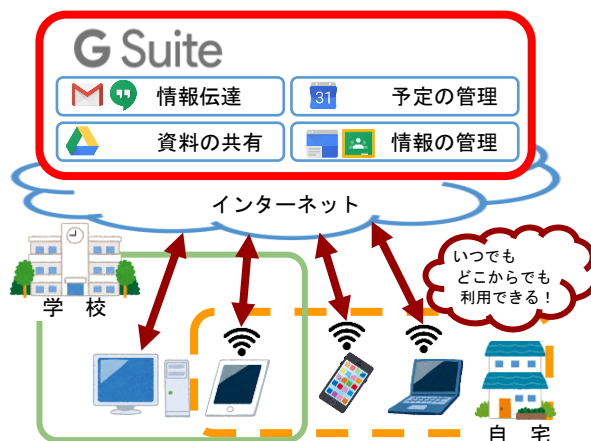 G Suite
情報伝達
31
予定の管理
資料の共有
情報の管理
インターネット
いつでも
どこからでも
利用できる！
学 校
自 宅